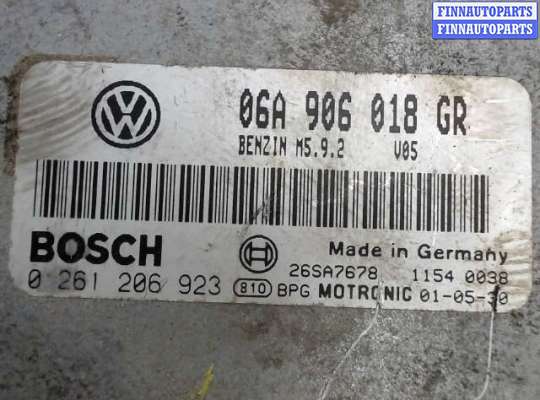 FINNAUTOPARTS
FINNAUTOPARTS
06A 906 018 GR
BENZIN M5.9.2 V05
BOSCH
Made in Germany
26SA7678 1154 0038
0 261 206 923 810 BPG MOTRONIC 01-05-30